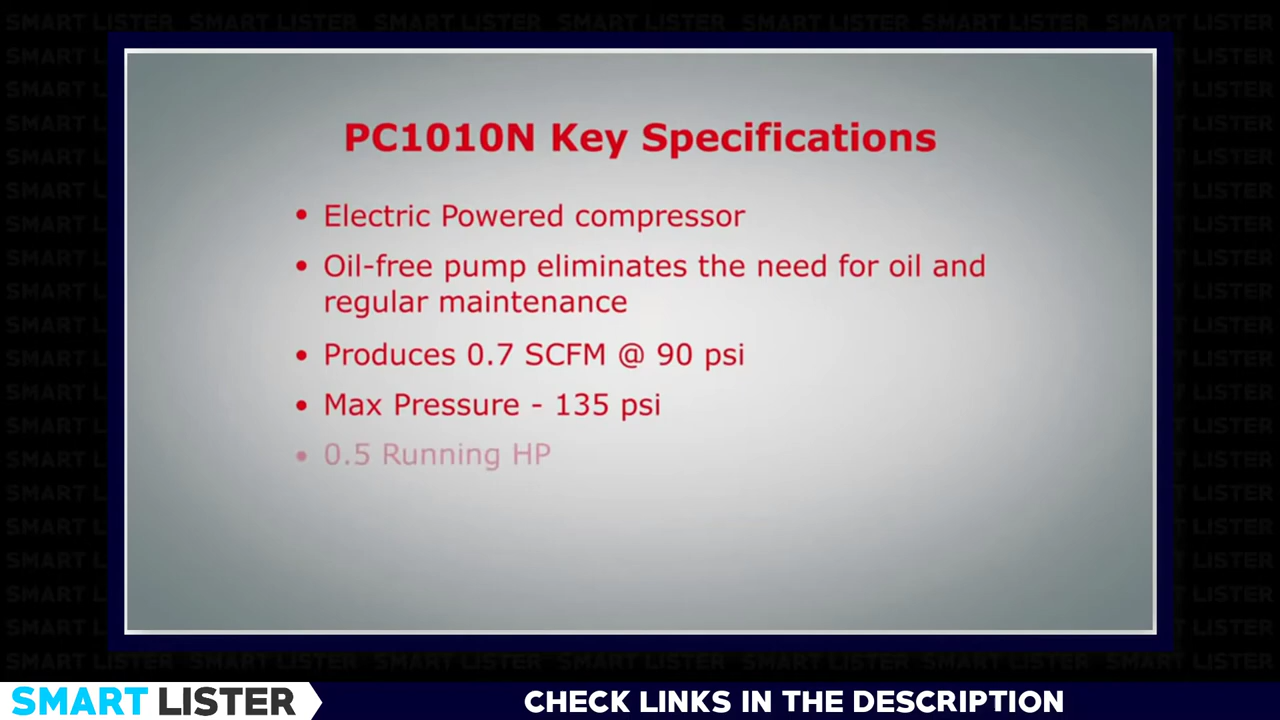 PC1010N Key Specifications
• Electric Powered compressor
• Oil-free pump eliminates the need for oil and
regular maintenance
• Produces 0.7 SCFM @ 90 psi
• Max Pressure - 135 psi
• 0.5 Running HP
SMART LISTER
CHECK LINKS IN THE DESCRIPTION